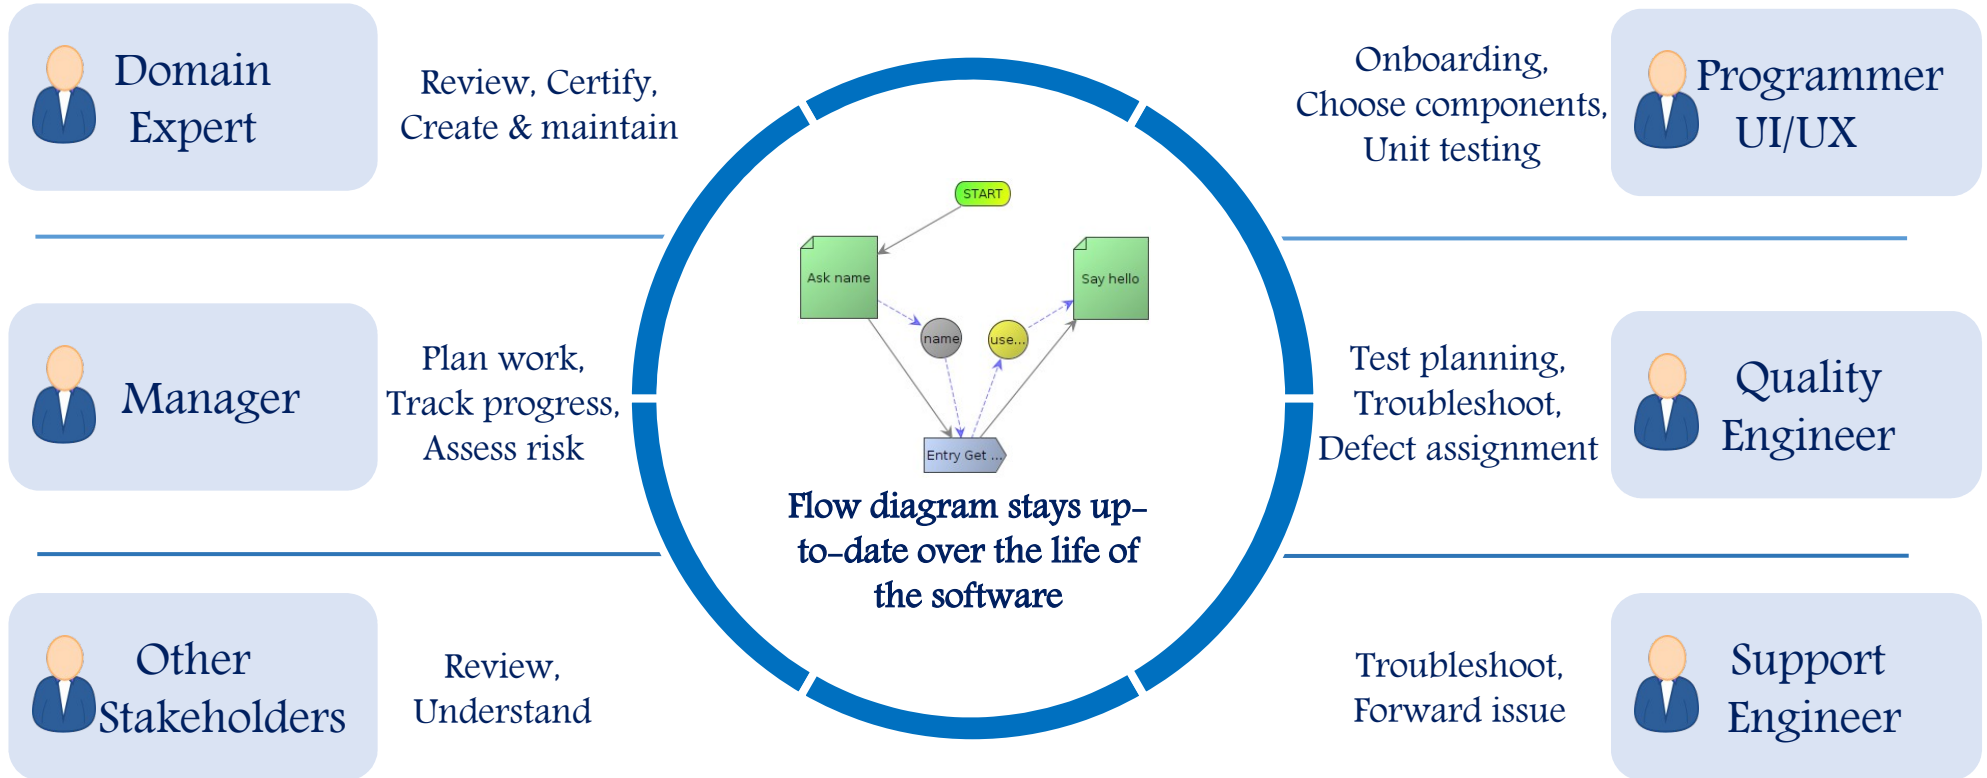 Domain
Expert
Review, Certify,
Create & maintain
Manager
Plan work,
Track progress,
Assess risk
Other
Stakeholders
Review,
Understand
START
Ask name
Say hello
name
use...
Entry Get ...
Flow diagram stays up-
to-date over the life of
the software
Onboarding,
Choose components,
Unit testing
Programmer
UI/UX
Test planning,
Troubleshoot,
Defect assignment
Quality
Engineer
Troubleshoot,
Forward issue
Support
Engineer